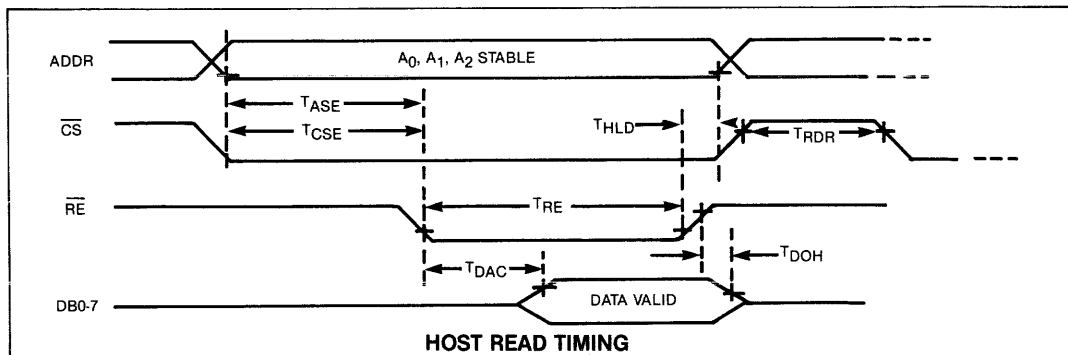 ADDR
A0, A1, A2 STABLE
TASE
CS
TCSE
THLD
TRDR
RE
TRE
TDAC
TDOH
DB0-7
DATA VALID
HOST READ TIMING